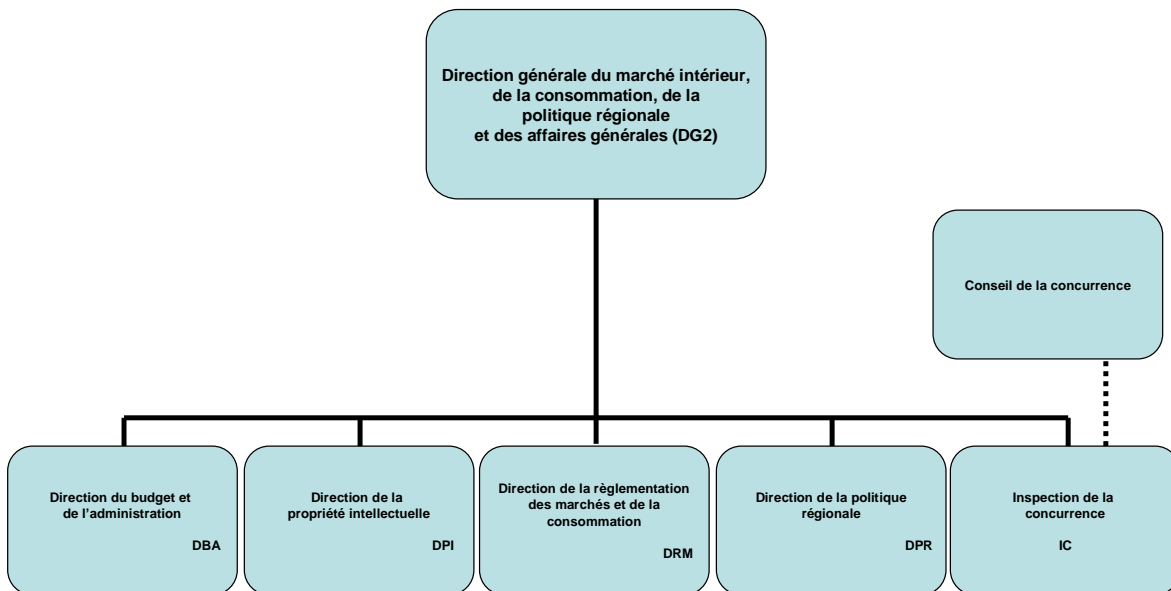 Direction générale du marché intérieur,
de la consommation, de la
politique régionale
et des affaires générales (DG2)
Conseil de la concurrence
Direction du budget et
de l’administration
DBA
Direction de la
propriété intellectuelle
DPI
Direction de la règlementation
des marchés et de la
consommation
DRM
Direction de la politique
régionale
DPR
Inspection de la
concurrence
IC